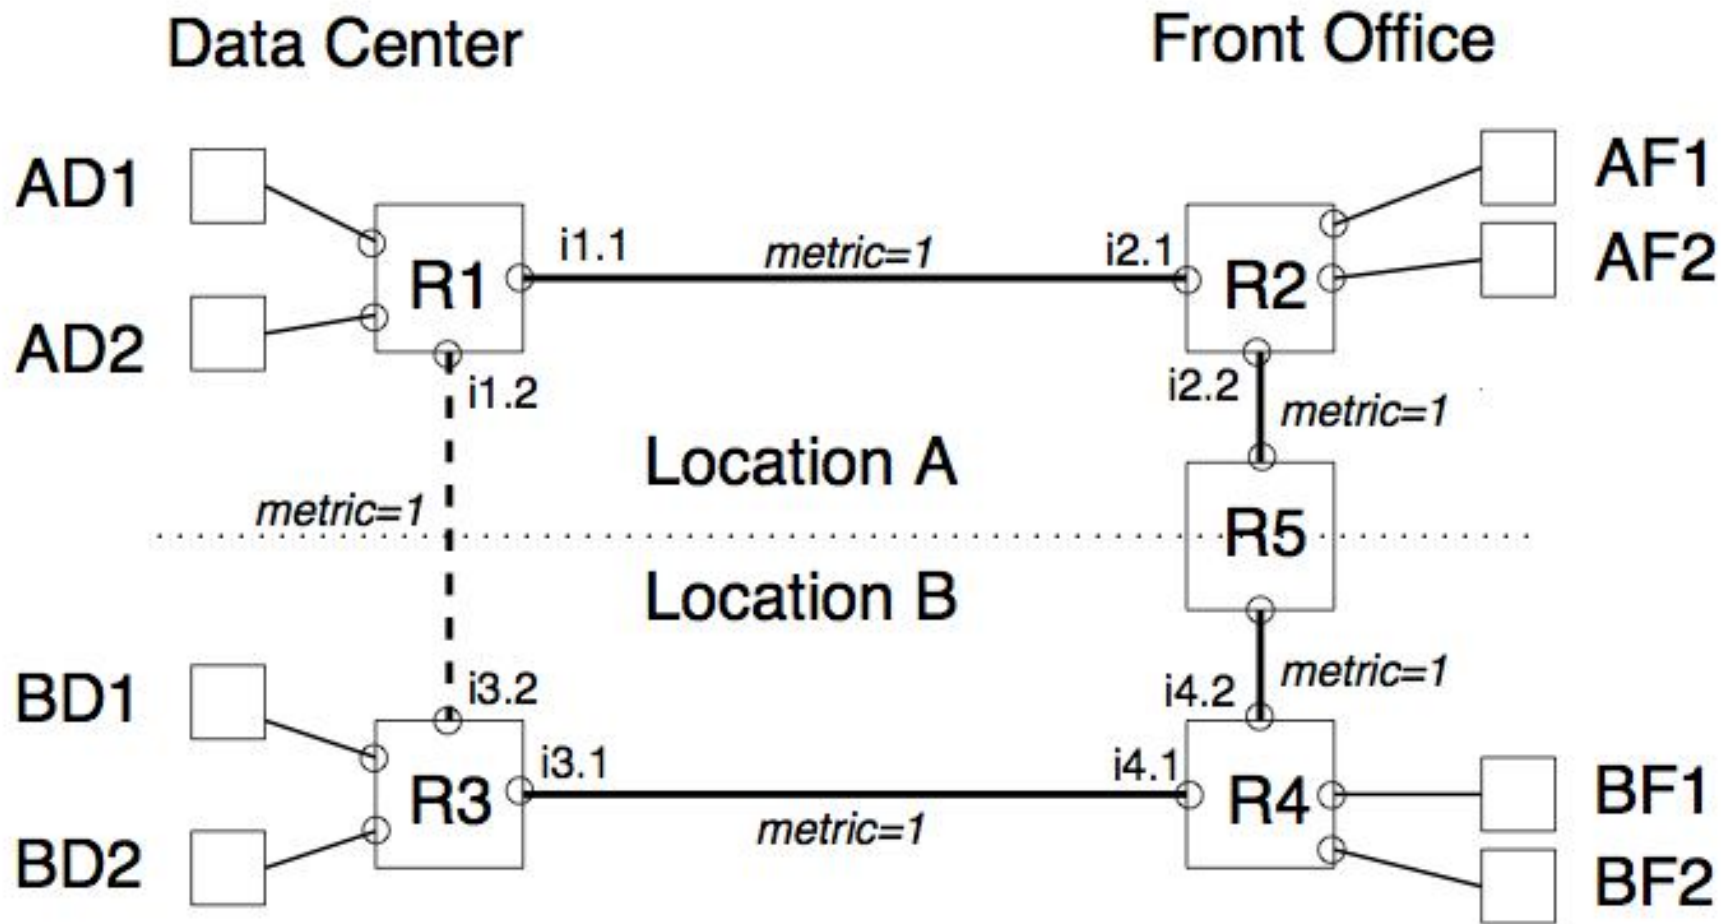 Data Center
Front Office
AD1
AF1
AD2
AF2
R1
i1.1
metric=1
i2.1
R2
i1.2
i2.2
metric=1
Location A
metric=1
R5
Location B
metric=1
BD1
i3.2
i4.2
BD2
R3
i3.1
metric=1
i4.1
R4
BF1
BF2